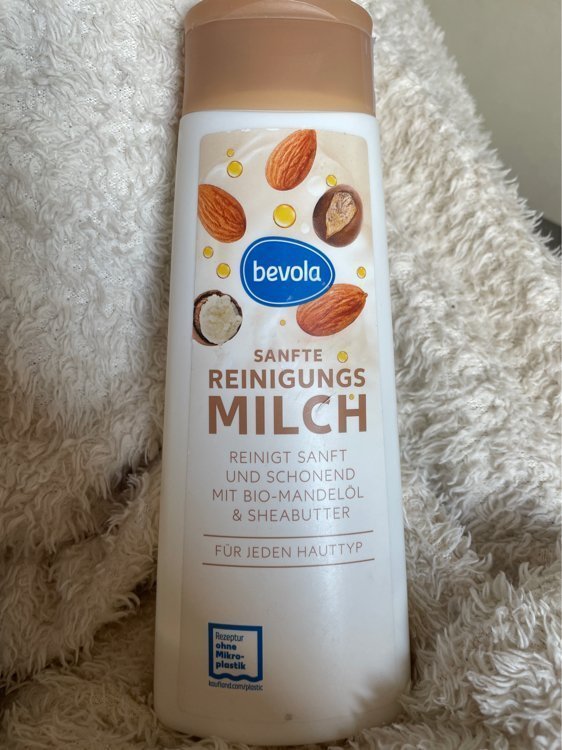 bevola
SANFTE
REINIGUNGS
MILCH
REINIGT SANFT
UND SCHONEND
MIT BIO-MANDELÖL
& SHEABUTTER
FÜR JEDEN HAUTTYP
Rezeptur
ohne
Mikro-
plastik
kaufland.com/plastic